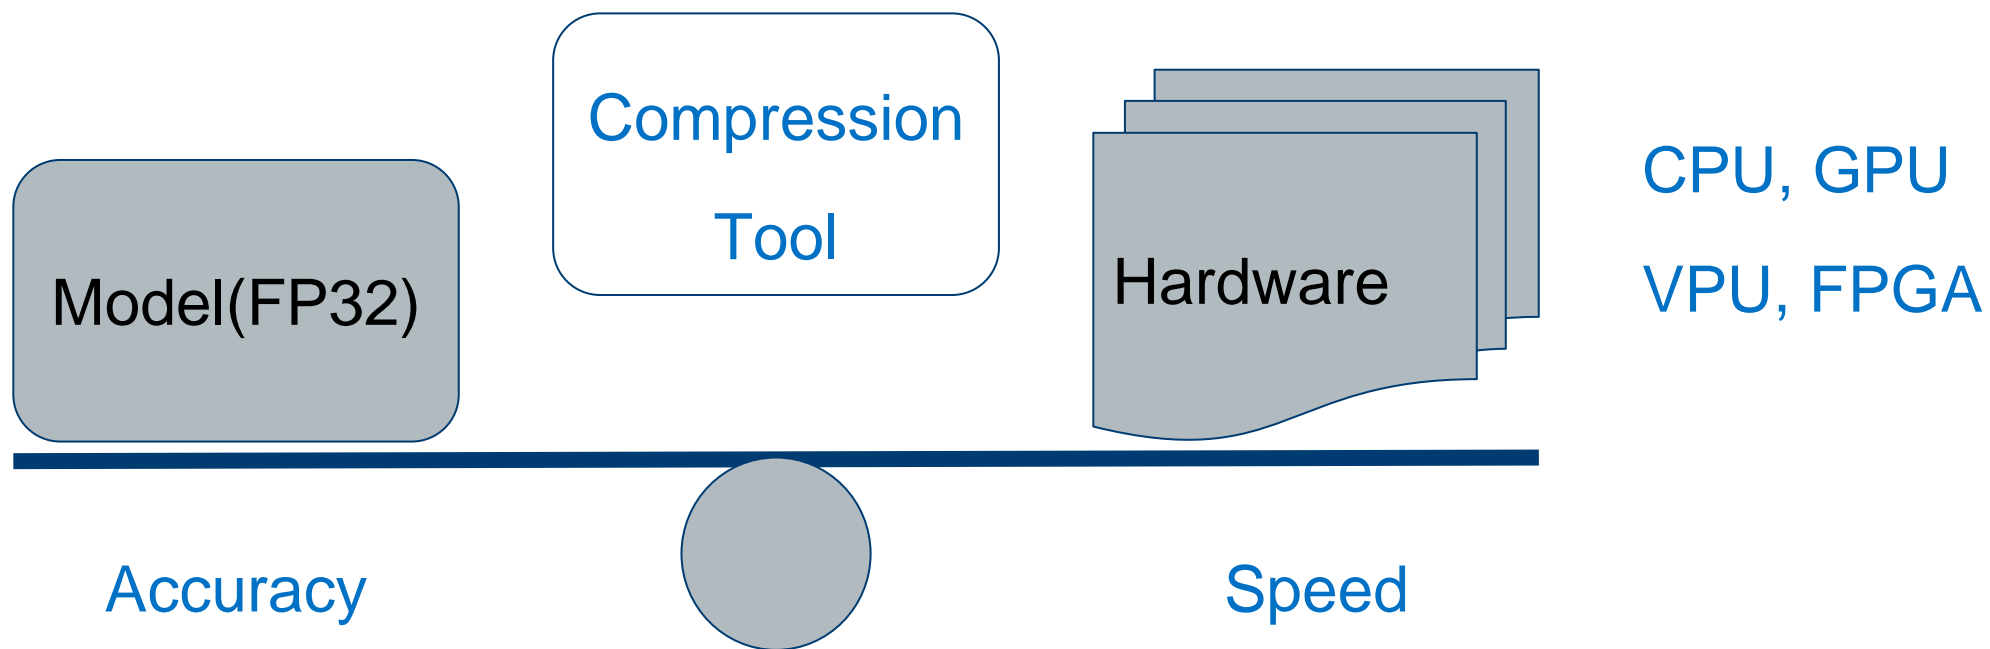 Compression
Tool
Model(FP32)
Hardware
CPU, GPU
VPU, FPGA
Accuracy
Speed